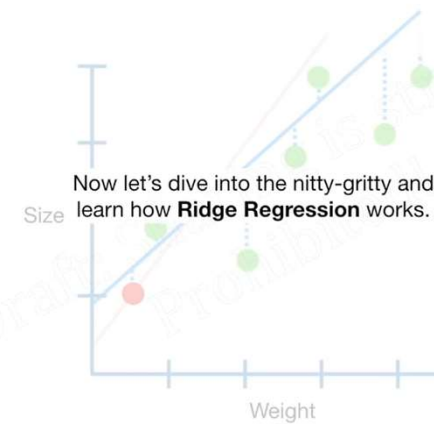 Now let's dive into the nitty-gritty and
Size learn how Ridge Regression works.
Weight